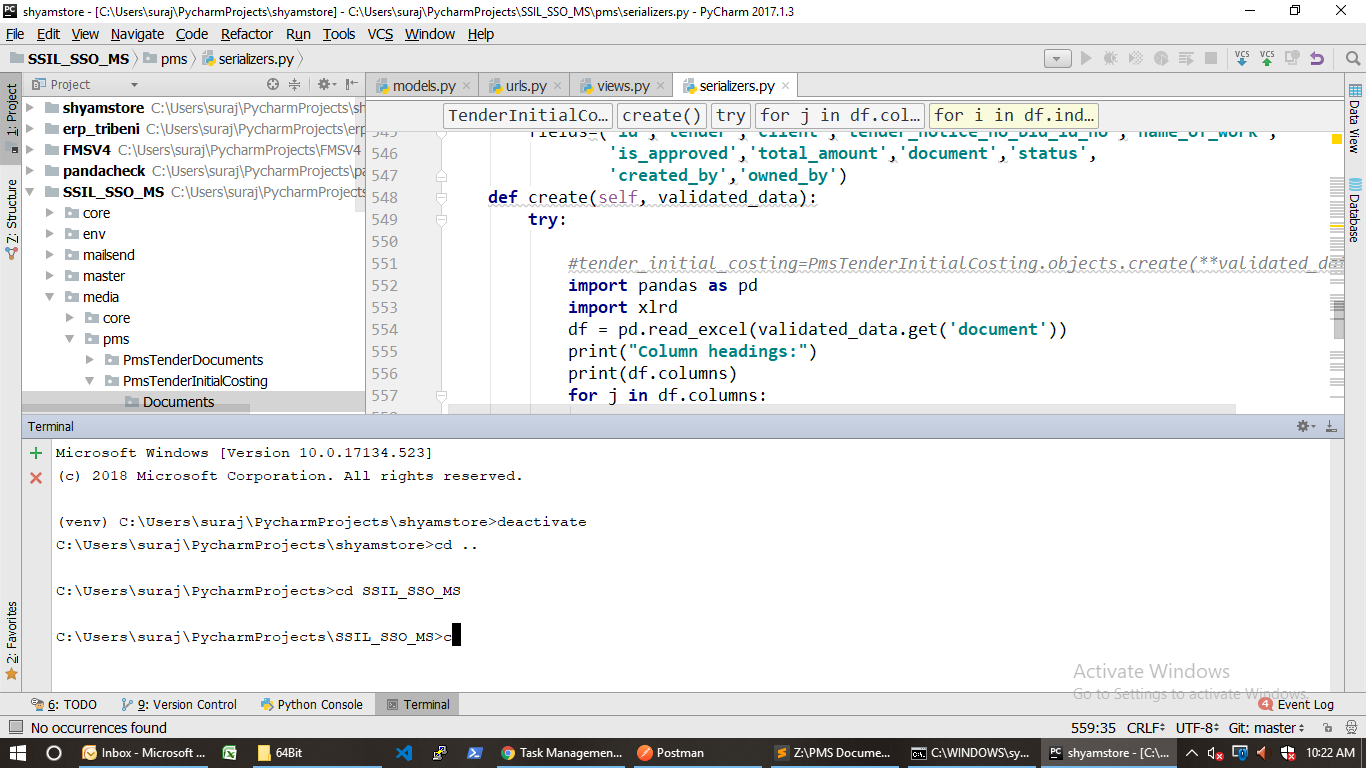 shyamstore - [C:\Users\suraj\PycharmProjects\shyamstore] - C:\Users\suraj\PycharmProjects\SSIL_SSO_MS\pms\serializers.py - PyCharm 2017.1.3
File Edit View Navigate Code Refactor Run Tools VCS Window Help
SSIL_SSO_MS pms serializers.py
VCS VCS
Project
models.py urls.py views.py serializers.py
1: Project
Z: Structure
2: Favorites
shyamstore C:\Users\suraj\PycharmProjects\sh
erp_tribeni C:\Users\suraj\PycharmProjects\erp
FMSV4 C:\Users\suraj\PycharmProjects\FMSV4
pandacheck C:\Users\suraj\PycharmProjects\pa
SSIL_SSO_MS C:\Users\suraj\PycharmProjects
core
env
mailsend
master
media
core
pms
PmsTenderDocuments
PmsTenderInitialCosting
Documents
TenderInitialCo... create() try for j in df.col... for i in df.ind...
545 fields=('id','tender','client','tender_notice_no_bid_id_no','name_of_work',
546 'is_approved','total_amount','document','status',
547 'created_by','owned_by')
548 def create(self, validated_data):
549 try:
550
551 #tender_initial_costing=PmsTenderInitialCosting.objects.create(**validated_da
552 import pandas as pd
553 import xlrd
554 df = pd.read_excel(validated_data.get('document'))
555 print("Column headings:")
556 print(df.columns)
557 for j in df.columns:
Data View
Database
Terminal
Microsoft Windows [Version 10.0.17134.523]
(c) 2018 Microsoft Corporation. All rights reserved.
(venv) C:\Users\suraj\PycharmProjects\shyamstore>deactivate
C:\Users\suraj\PycharmProjects\shyamstore>cd ..
C:\Users\suraj\PycharmProjects>cd SSIL_SSO_MS
C:\Users\suraj\PycharmProjects\SSIL_SSO_MS>c
Activate Windows
Go to Settings to activate Windows.
6: TODO 9: Version Control Python Console Terminal 4 Event Log
No occurrences found 559:35 CRLF UTF-8 Git: master
Inbox - Microsoft ... 64Bit Task Managemen... Postman Z:\PMS Docume... C:\WINDOWS\sy... shyamstore - [C:\... 10:22 AM